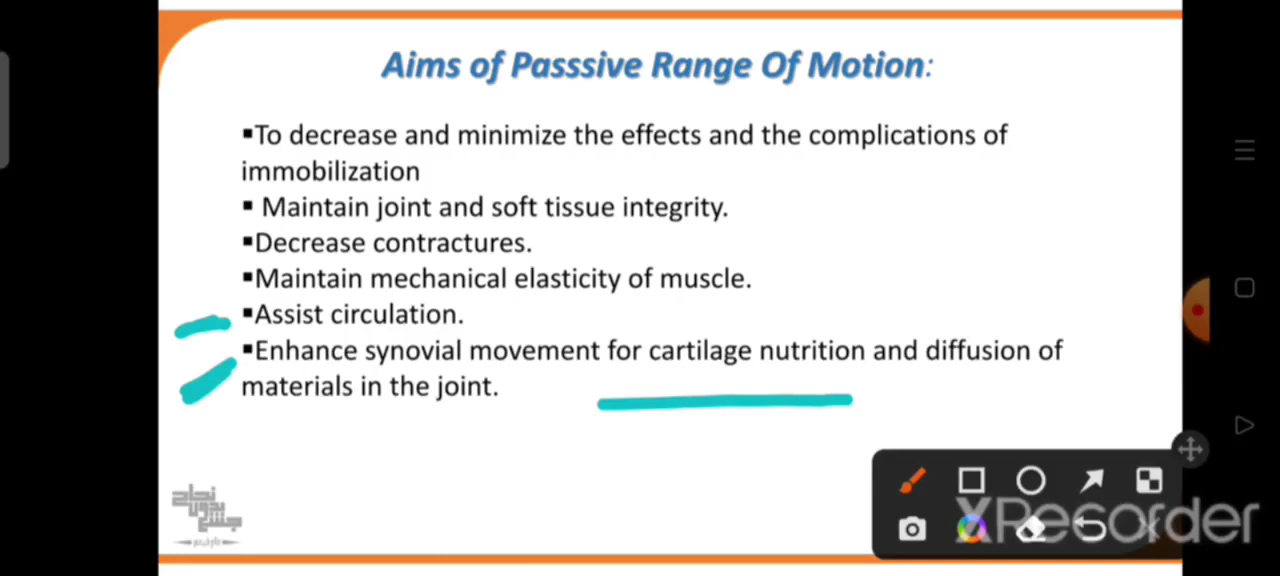 Aims of Passsive Range Of Motion:
▪To decrease and minimize the effects and the complications of
immobilization
▪ Maintain joint and soft tissue integrity.
▪Decrease contractures.
▪Maintain mechanical elasticity of muscle.
▪Assist circulation.
▪Enhance synovial movement for cartilage nutrition and diffusion of
materials in the joint.
XRecorder